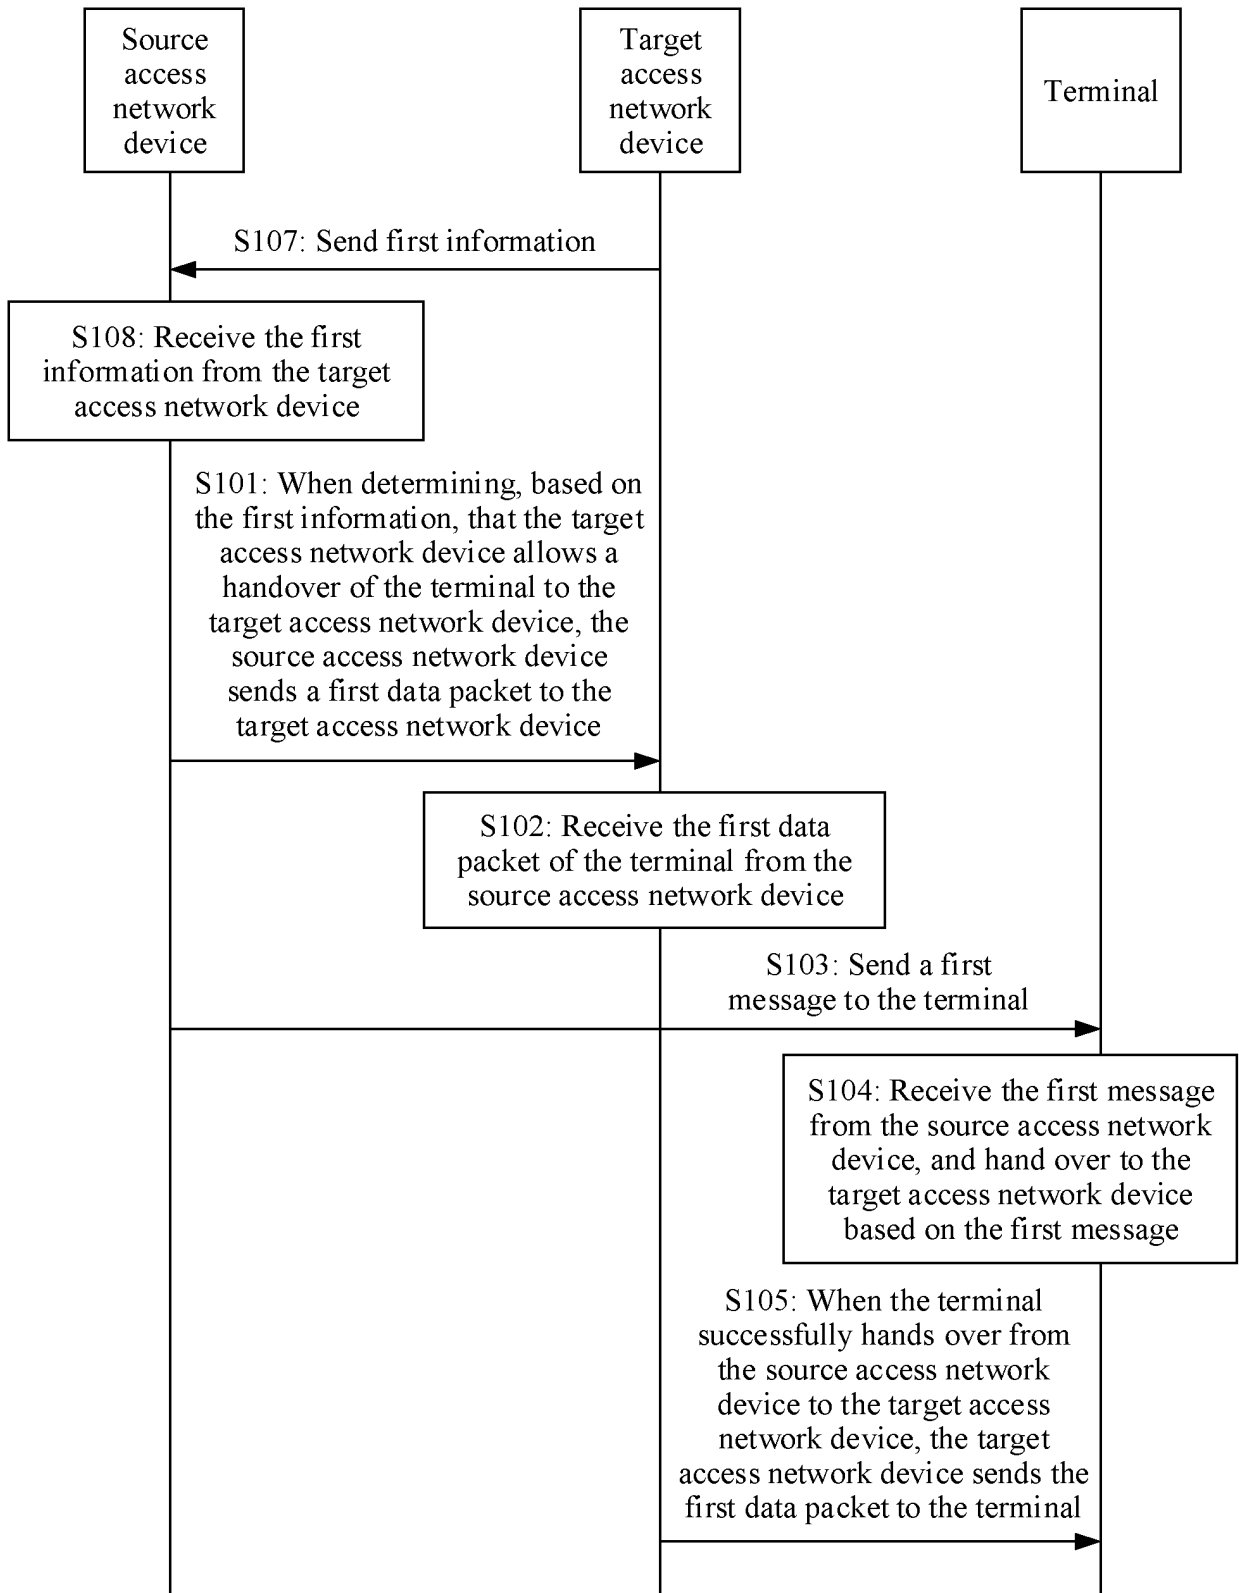 Source
access
network
device
Target
access
network
device
Terminal
S107: Send first information
S108: Receive the first
information from the target
access network device
S101: When determining, based on
the first information, that the target
access network device allows a
handover of the terminal to the
target access network device, the
source access network device
sends a first data packet to the
target access network device
S102: Receive the first data
packet of the terminal from the
source access network device
S103: Send a first
message to the terminal
S104: Receive the first message
from the source access network
device, and hand over to the
target access network device
based on the first message
S105: When the terminal
successfully hands over from
the source access network
device to the target access
network device, the target
access network device sends the
first data packet to the terminal